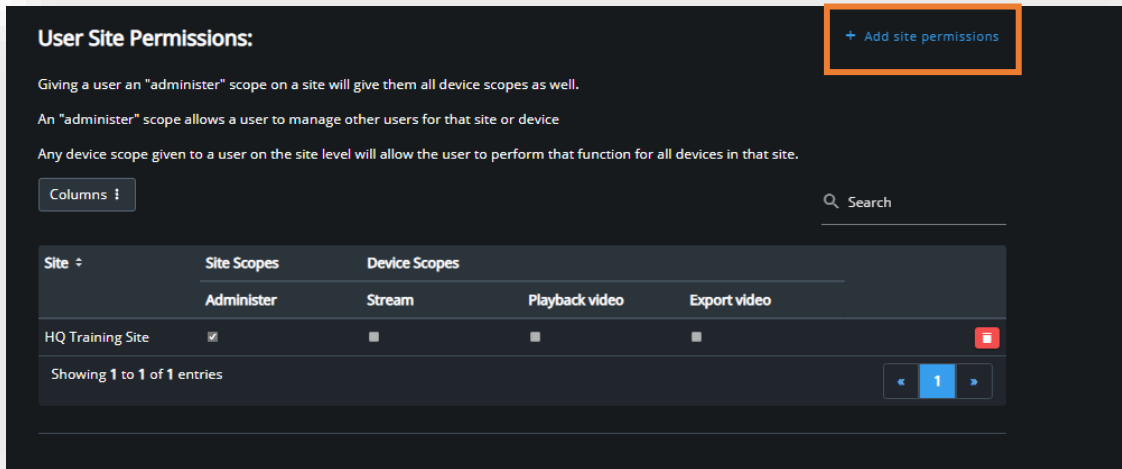 User Site Permissions:
+ Add site permissions
Giving a user an "administer" scope on a site will give them all device scopes as well.
An "administer" scope allows a user to manage other users for that site or device
Any device scope given to a user on the site level will allow the user to perform that function for all devices in that site.
Columns
Search
Site Site Scopes Device Scopes
Administer Stream Playback video Export video
HQ Training Site
Showing 1 to 1 of 1 entries
« 1 »